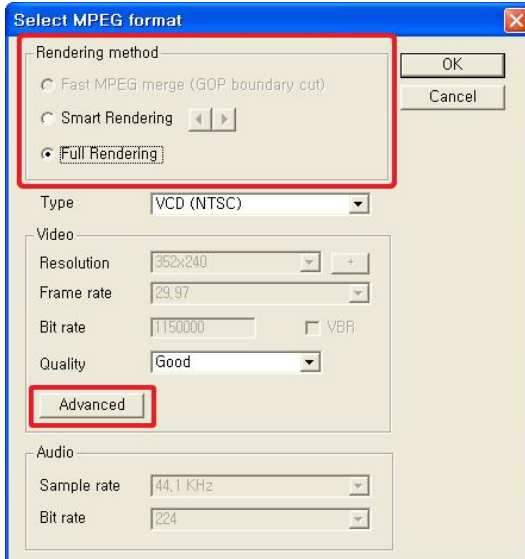 Select MPEG format
Rendering method
Fast MPEG merge (GOP boundary cut)
Smart Rendering
Full Rendering
OK
Cancel
Type VCD (NTSC)
Video
Resolution 352x240 +
Frame rate 29,97
Bit rate 1150000 VBR
Quality Good
Advanced
Audio
Sample rate 44,1 KHz
Bit rate 224